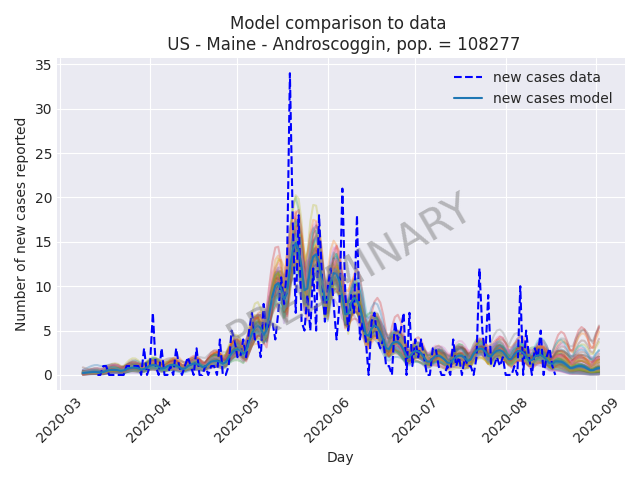 Model comparison to data
US - Maine - Androscoggin, pop. = 108277
new cases data
new cases model
Number of new cases reported
35
30
25
20
15
10
5
0
PRELIMINARY
2020-03
2020-04
2020-05
2020-06
2020-07
2020-08
2020-09
Day